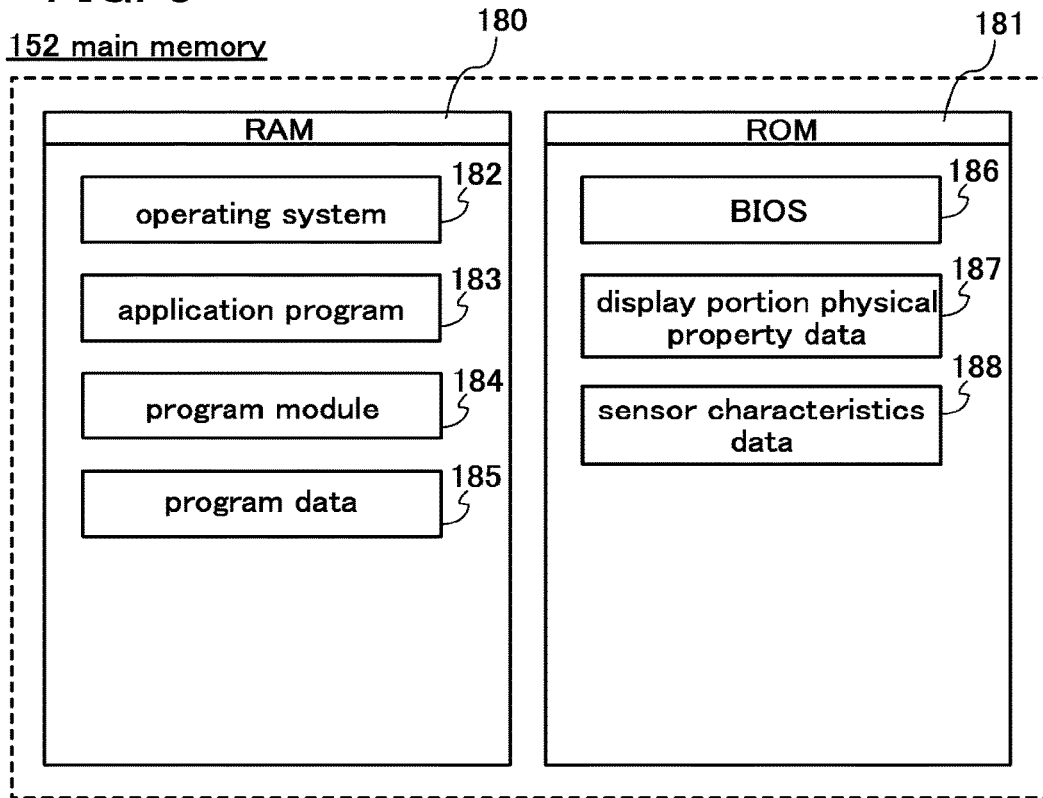 152 main memory
180
181
RAM
operating system
182
application program
183
program module
184
program data
185
ROM
BIOS
186
display portion physical
property data
187
sensor characteristics
data
188